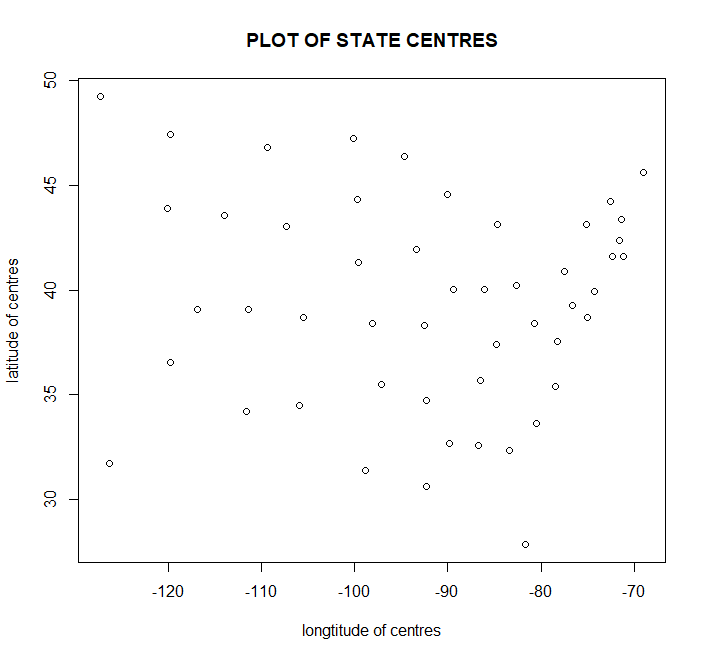 PLOT OF STATE CENTRES
50
45
40
35
30
latitude of centres
-120 -110 -100 -90 -80 -70
longtitude of centres